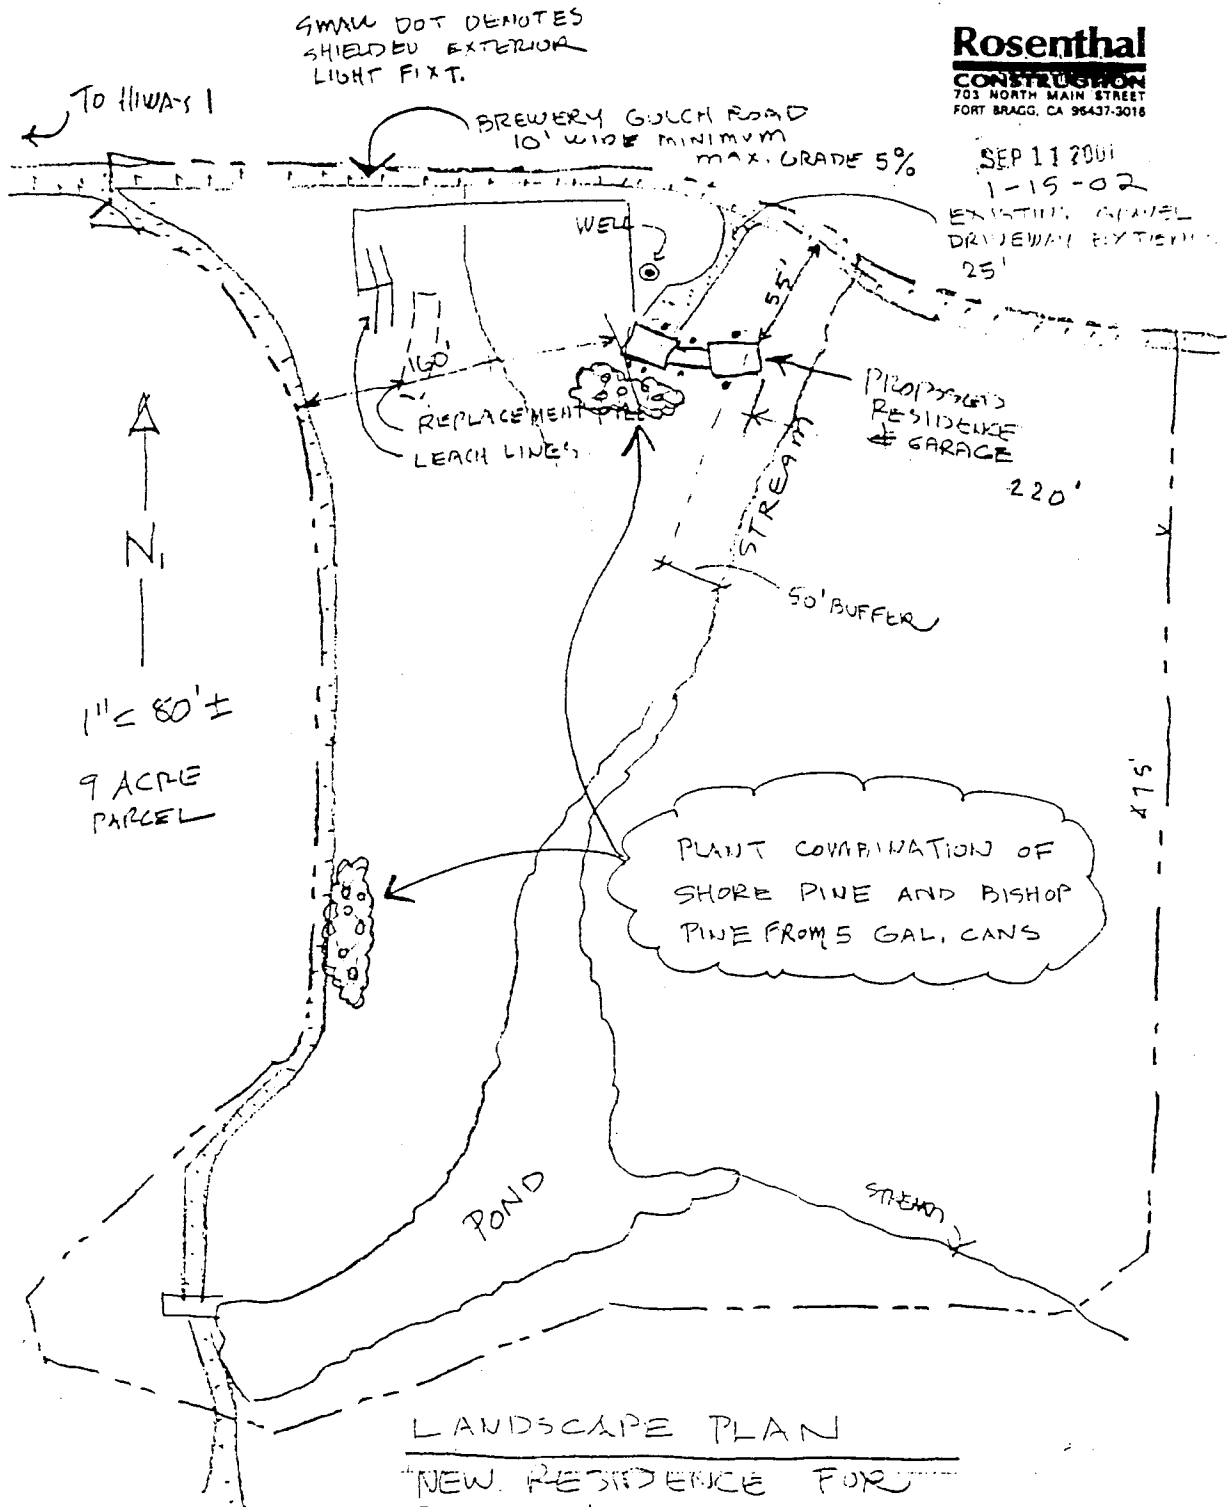 SMALL DOT DENOTES
SHIELDED EXTERIOR
LIGHT FIXT.
Rosenthal
CONSTRUCTION
703 NORTH MAIN STREET
FORT BRAGG, CA 95437-3016
SEP 11 2001
1-15-02
TO HIWAY 1
BREWERY GULCH ROAD
10' WIDE MINIMUM
MAX. GRADE 5%
EXISTING GRAVEL
DRIVEWAY
25'
WELL
55'
160'
REPLACEMENT
LEACH LINES
PROPOSED
RESIDENCE
& GARAGE
220'
STREAM
50' BUFFER
N
1" = 80' ±
9 ACRE
PARCEL
475'
PLANT COMBINATION OF
SHORE PINE AND BISHOP
PINE FROM 5 GAL. CANS
POND
STREAM
LANDSCAPE PLAN
NEW RESIDENCE FOR